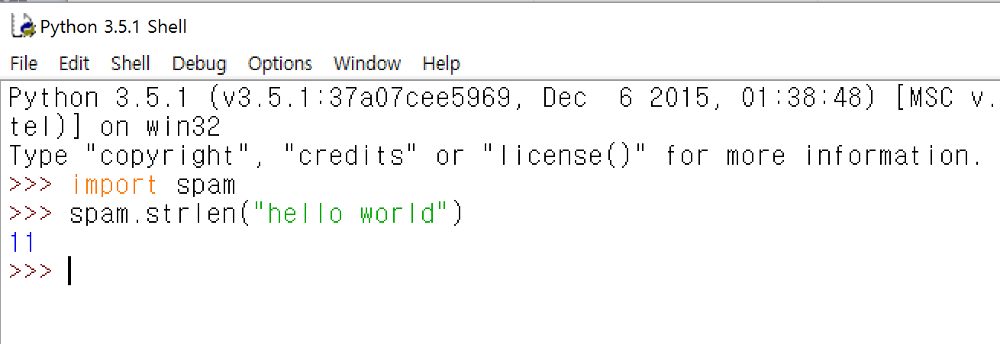 Python 3.5.1 Shell
File Edit Shell Debug Options Window Help
Python 3.5.1 (v3.5.1:37a07cee5969, Dec  6 2015, 01:38:48) [MSC v.
tel)] on win32
Type "copyright", "credits" or "license()" for more information.
>>> import spam
>>> spam.strlen("hello world")
11
>>>